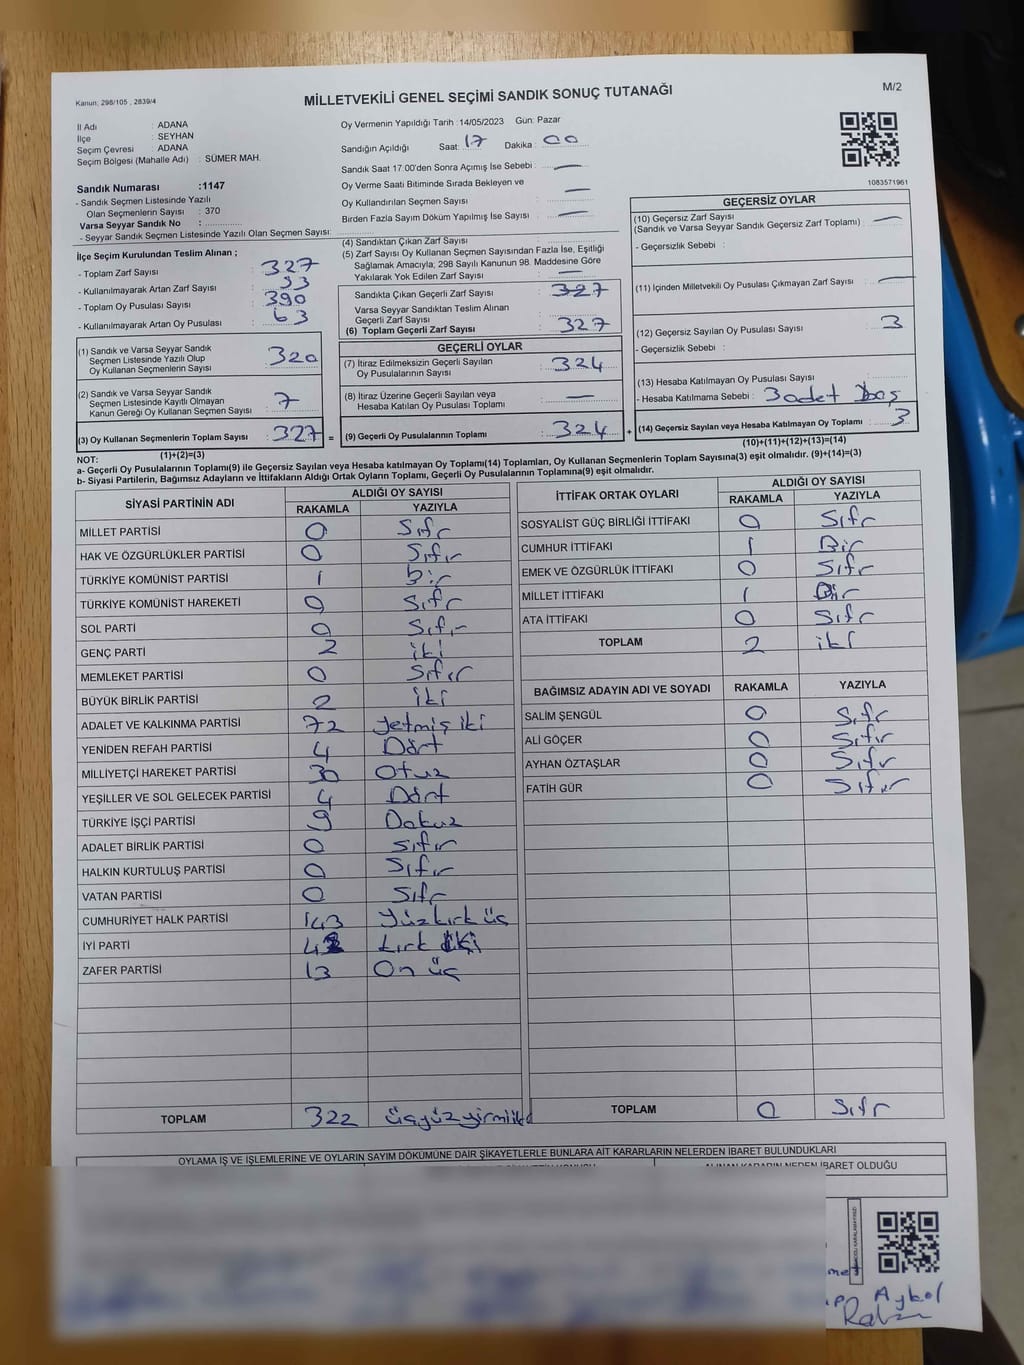 Kanun; 298/105 , 2839/4
MİLLETVEKİLİ GENEL SEÇİMİ SANDIK SONUÇ TUTANAĞI
M/2
İl Adı : ADANA
İlçe : SEYHAN
Seçim Çevresi : ADANA
Seçim Bölgesi (Mahalle Adı) : SÜMER MAH.
Sandık Numarası :1147
- Sandık Seçmen Listesinde Yazılı
Olan Seçmenlerin Sayısı : 370
Varsa Seyyar Sandık No :
- Seyyar Sandık Seçmen Listesinde Yazılı Olan Seçmen Sayısı:
Oy Vermenin Yapıldığı Tarih :14/05/2023 Gün: Pazar
Sandığın Açıldığı Saat: 17 Dakika : 00
Sandık Saat 17:00'den Sonra Açımış İse Sebebi : —
Oy Verme Saati Bitiminde Sırada Bekleyen ve
Oy Kullandırılan Seçmen Sayısı : —
Birden Fazla Sayım Döküm Yapılmış İse Sayısı : —
1083571961
İlçe Seçim Kurulundan Teslim Alınan ;
- Toplam Zarf Sayısı : 327
- Kullanılmayarak Artan Zarf Sayısı : 33
- Toplam Oy Pusulası Sayısı : 390
- Kullanılmayarak Artan Oy Pusulası : 63
(1) Sandık ve Varsa Seyyar Sandık
Seçmen Listesinde Yazılı Olup
Oy Kullanan Seçmenlerin Sayısı : 320
(2) Sandık ve Varsa Seyyar Sandık
Seçmen Listesinde Kayıtlı Olmayan
Kanun Gereği Oy Kullanan Seçmen Sayısı : 7
(3) Oy Kullanan Seçmenlerin Toplam Sayısı : 327 =
(1)+(2)=(3)
(4) Sandıktan Çıkan Zarf Sayısı :
(5) Zarf Sayısı Oy Kullanan Seçmen Sayısından Fazla İse, Eşitliği
Sağlamak Amacıyla; 298 Sayılı Kanunun 98. Maddesine Göre
Yakılarak Yok Edilen Zarf Sayısı : —
Sandıkta Çıkan Geçerli Zarf Sayısı : 327
Varsa Seyyar Sandıktan Teslim Alınan
Geçerli Zarf Sayısı :
(6) Toplam Geçerli Zarf Sayısı : 327
GEÇERLİ OYLAR
(7) İtiraz Edilmeksizin Geçerli Sayılan
Oy Pusulalarının Sayısı : 324
(8) İtiraz Üzerine Geçerli Sayılan veya
Hesaba Katılan Oy Pusulası Toplamı : —
(9) Geçerli Oy Pusulalarının Toplamı : 324 +
GEÇERSİZ OYLAR
(10) Geçersiz Zarf Sayısı : —
(Sandık ve Varsa Seyyar Sandık Geçersiz Zarf Toplamı)
- Geçersizlik Sebebi :
(11) İçinden Milletvekili Oy Pusulası Çıkmayan Zarf Sayısı : —
(12) Geçersiz Sayılan Oy Pusulası Sayısı : 3
- Geçersizlik Sebebi :
(13) Hesaba Katılmayan Oy Pusulası Sayısı :
- Hesaba Katılmama Sebebi : 3 adet Boş
(14) Geçersiz Sayılan veya Hesaba Katılmayan Oy Toplamı : 3
(10)+(11)+(12)+(13)=(14)
NOT:
a- Geçerli Oy Pusulalarının Toplamı(9) ile Geçersiz Sayılan veya Hesaba katılmayan Oy Toplamı(14) Toplamları, Oy Kullanan Seçmenlerin Toplam Sayısına(3) eşit olmalıdır. (9)+(14)=(3)
b- Siyasi Partilerin, Bağımsız Adayların ve İttifakların Aldığı Ortak Oyların Toplamı, Geçerli Oy Pusulalarının Toplamına(9) eşit olmalıdır.
SİYASİ PARTİNİN ADI ALDIĞI OY SAYISI
RAKAMLA YAZIYLA
MİLLET PARTİSİ 0 Sıfr
HAK VE ÖZGÜRLÜKLER PARTİSİ 0 Sıfır
TÜRKİYE KOMÜNİST PARTİSİ 1 Bir
TÜRKİYE KOMÜNİST HAREKETİ 0 Sıfr
SOL PARTİ 0 Sıfır
GENÇ PARTİ 2 iki
MEMLEKET PARTİSİ 0 Sıfır
BÜYÜK BİRLİK PARTİSİ 2 iki
ADALET VE KALKINMA PARTİSİ 72 Yetmiş iki
YENİDEN REFAH PARTİSİ 4 Dört
MİLLİYETÇİ HAREKET PARTİSİ 30 Otuz
YEŞİLLER VE SOL GELECEK PARTİSİ 4 Dört
TÜRKİYE İŞÇİ PARTİSİ 9 Dokuz
ADALET BİRLİK PARTİSİ 0 sıfır
HALKIN KURTULUŞ PARTİSİ 0 Sıfır
VATAN PARTİSİ 0 Sıfr
CUMHURİYET HALK PARTİSİ 143 Yüzkırk üç
İYİ PARTİ 42 kırk iki
ZAFER PARTİSİ 13 On üç
TOPLAM 322 üçyüz yirmiiki
İTTİFAK ORTAK OYLARI ALDIĞI OY SAYISI
RAKAMLA YAZIYLA
SOSYALİST GÜÇ BİRLİĞİ İTTİFAKI 0 Sıfr
CUMHUR İTTİFAKI 1 Bir
EMEK VE ÖZGÜRLÜK İTTİFAKI 0 Sıfr
MİLLET İTTİFAKI 1 Bir
ATA İTTİFAKI 0 Sıfr
TOPLAM 2 iki
BAĞIMSIZ ADAYIN ADI VE SOYADI RAKAMLA YAZIYLA
SALİM ŞENGÜL 0 Sıfr
ALİ GÖÇER 0 Sıfır
AYHAN ÖZTAŞLAR 0 Sıfr
FATİH GÜR 0 Sıfır
TOPLAM 0 Sıfr
OYLAMA İŞ VE İŞLEMLERİNE VE OYLARIN SAYIM DÖKÜMÜNE DAİR ŞİKAYETLERLE BUNLARA AİT KARARLARIN NELERDEN İBARET BULUNDUKLARI
ALINAN KARARIN NEDEN İBARET OLDUĞU
Aykol